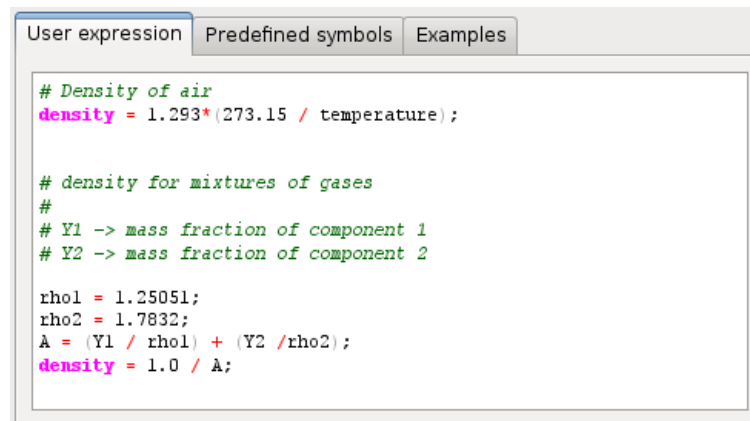 User expression
Predefined symbols
Examples
# Density of air
density = 1.293*(273.15 / temperature);
# density for mixtures of gases
#
# Y1 -> mass fraction of component 1
# Y2 -> mass fraction of component 2
rho1 = 1.25051;
rho2 = 1.7832;
A = (Y1 / rho1) + (Y2 /rho2);
density = 1.0 / A;